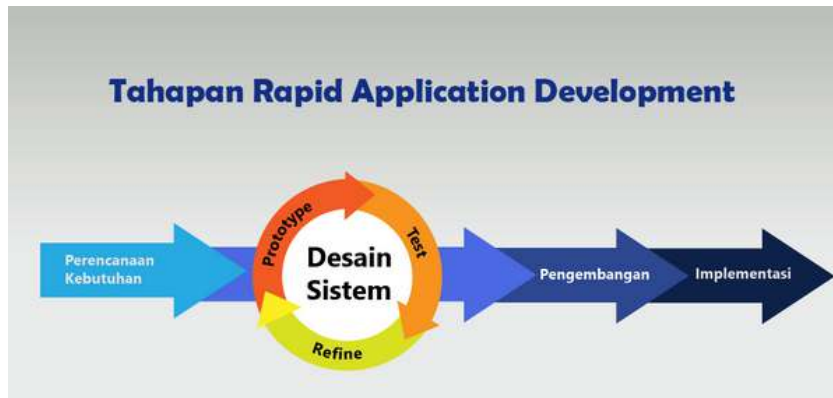 Tahapan Rapid Application Development
Perencanaan
Kebutuhan
Prototype
Test
Refine
Desain
Sistem
Pengembangan
Implementasi